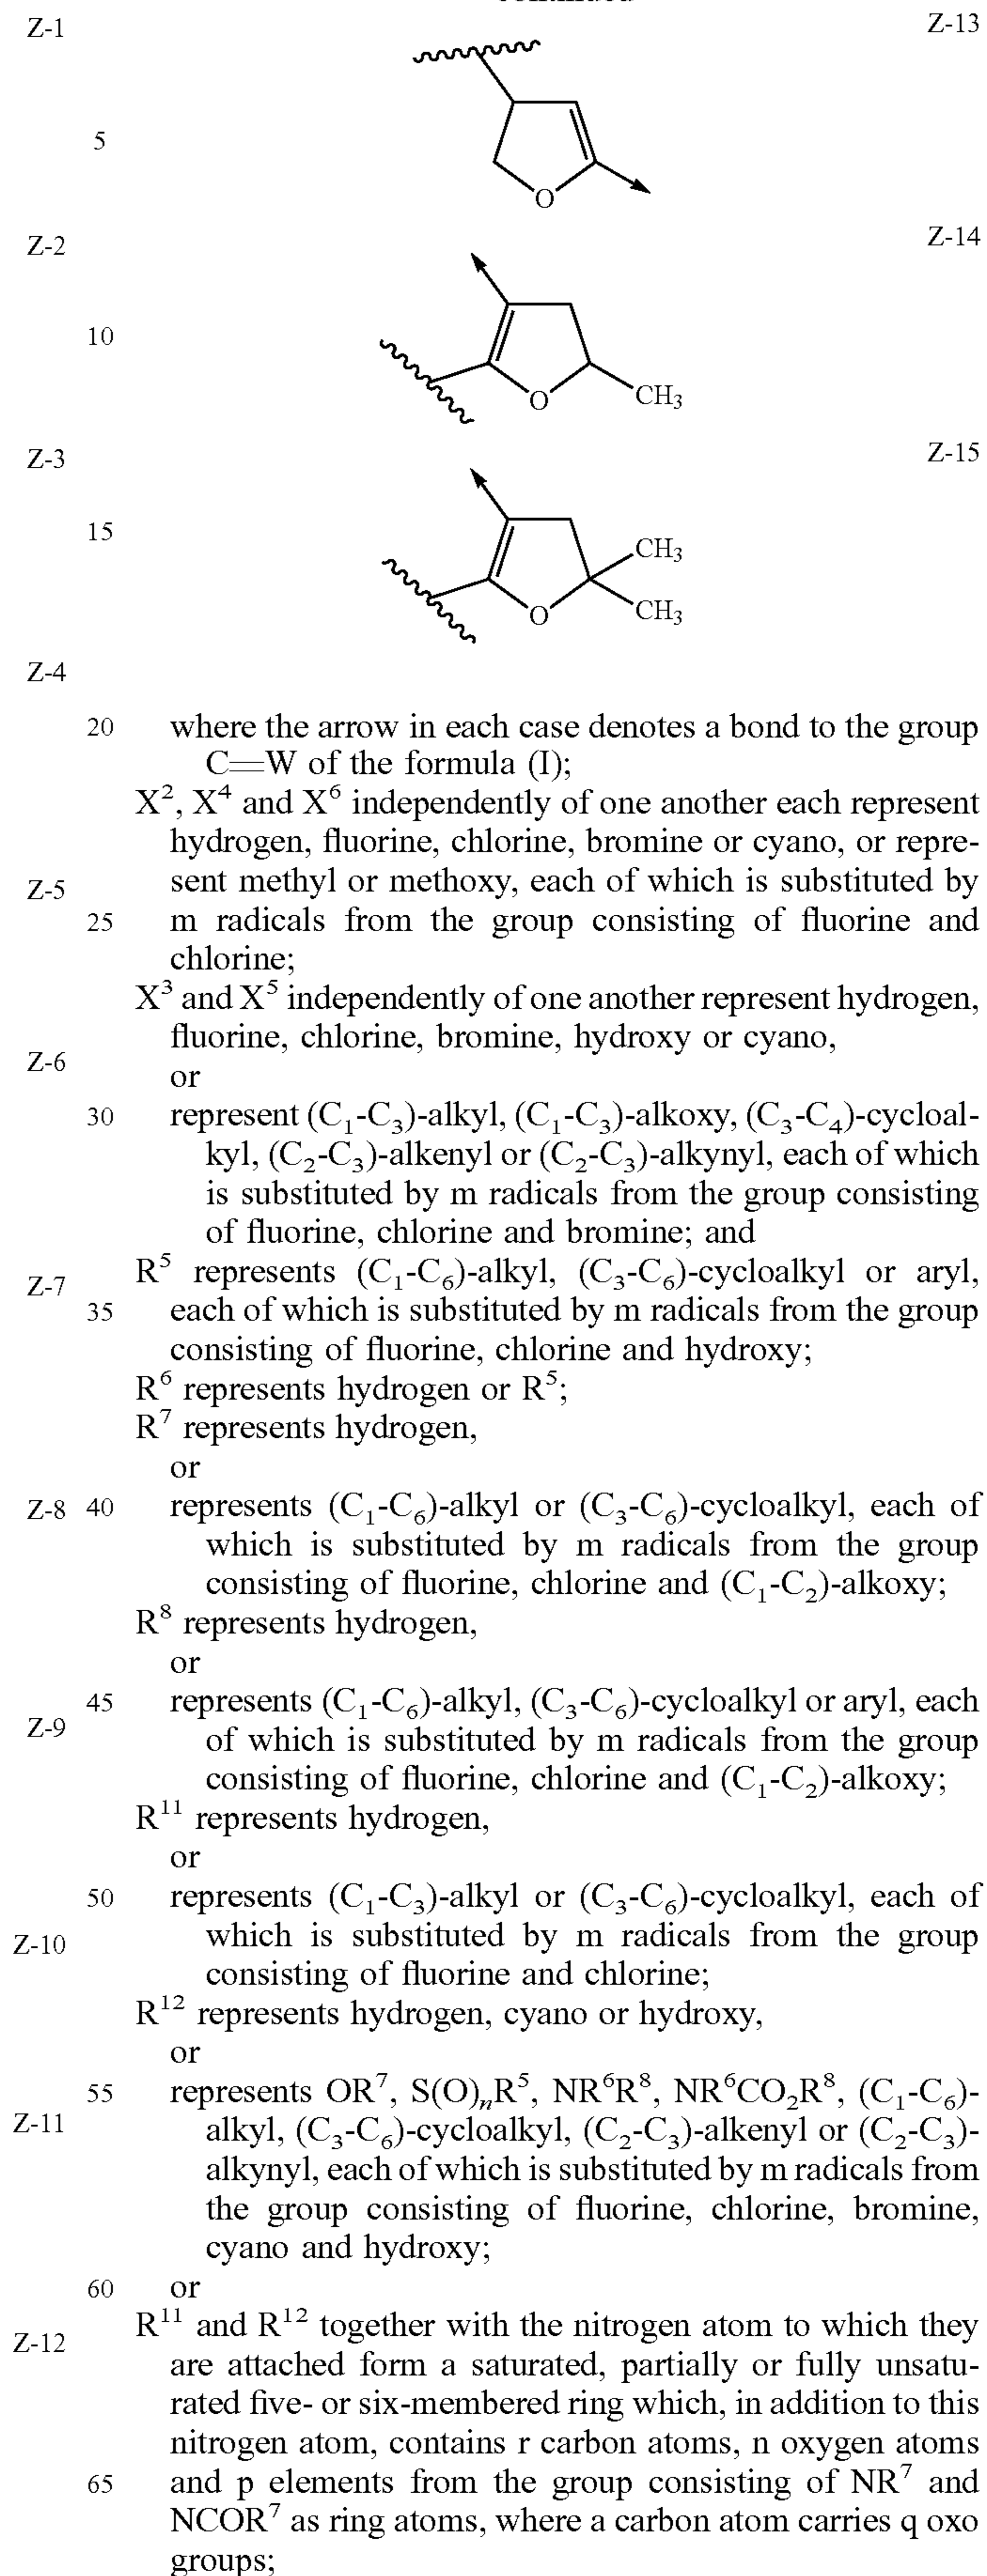 Z-1
Z-13
5
O
Z-2
Z-14
10
O
CH3
Z-3
Z-15
15
CH3
O
CH3
Z-4
20 where the arrow in each case denotes a bond to the group
C=W of the formula (I);
X², X⁴ and X⁶ independently of one another each represent
hydrogen, fluorine, chlorine, bromine or cyano, or repre-
Z-5 sent methyl or methoxy, each of which is substituted by
25 m radicals from the group consisting of fluorine and
chlorine;
X³ and X⁵ independently of one another represent hydrogen,
fluorine, chlorine, bromine, hydroxy or cyano,
Z-6
or
30 represent (C₁-C₃)-alkyl, (C₁-C₃)-alkoxy, (C₃-C₄)-cycloal-
kyl, (C₂-C₃)-alkenyl or (C₂-C₃)-alkynyl, each of which
is substituted by m radicals from the group consisting
of fluorine, chlorine and bromine; and
Z-7 R⁵ represents (C₁-C₆)-alkyl, (C₃-C₆)-cycloalkyl or aryl,
35 each of which is substituted by m radicals from the group
consisting of fluorine, chlorine and hydroxy;
R⁶ represents hydrogen or R⁵;
R⁷ represents hydrogen,
or
Z-8 40 represents (C₁-C₆)-alkyl or (C₃-C₆)-cycloalkyl, each of
which is substituted by m radicals from the group
consisting of fluorine, chlorine and (C₁-C₂)-alkoxy;
R⁸ represents hydrogen,
or
45 represents (C₁-C₆)-alkyl, (C₃-C₆)-cycloalkyl or aryl, each
Z-9 of which is substituted by m radicals from the group
consisting of fluorine, chlorine and (C₁-C₂)-alkoxy;
R¹¹ represents hydrogen,
or
50 represents (C₁-C₃)-alkyl or (C₃-C₆)-cycloalkyl, each of
Z-10 which is substituted by m radicals from the group
consisting of fluorine and chlorine;
R¹² represents hydrogen, cyano or hydroxy,
or
55 represents OR⁷, S(O)ₙR⁵, NR⁶R⁸, NR⁶CO₂R⁸, (C₁-C₆)-
Z-11 alkyl, (C₃-C₆)-cycloalkyl, (C₂-C₃)-alkenyl or (C₂-C₃)-
alkynyl, each of which is substituted by m radicals from
the group consisting of fluorine, chlorine, bromine,
cyano and hydroxy;
60 or
Z-12 R¹¹ and R¹² together with the nitrogen atom to which they
are attached form a saturated, partially or fully unsatu-
rated five- or six-membered ring which, in addition to this
nitrogen atom, contains r carbon atoms, n oxygen atoms
65 and p elements from the group consisting of NR⁷ and
NCOR⁷ as ring atoms, where a carbon atom carries q oxo
groups;